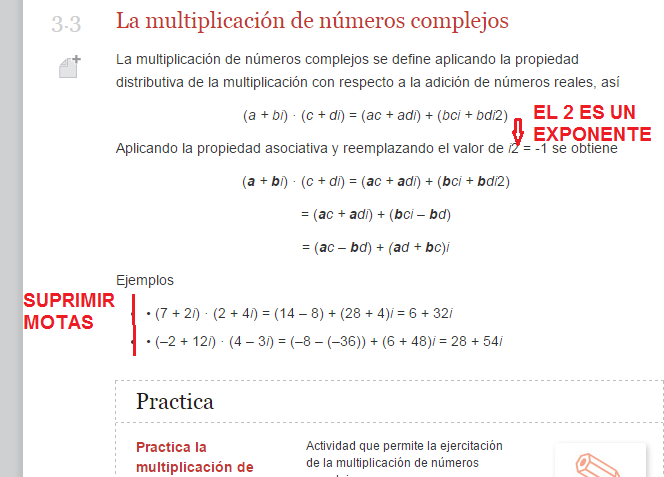 3.3 La multiplicación de números complejos
La multiplicación de números complejos se define aplicando la propiedad
distributiva de la multiplicación con respecto a la adición de números reales, así
(a + bi) · (c + di) = (ac + adi) + (bci + bdi2)
EL 2 ES UN
EXPONENTE
Aplicando la propiedad asociativa y reemplazando el valor de i2 = -1 se obtiene
(a + bi) · (c + di) = (ac + adi) + (bci + bdi2)
= (ac + adi) + (bci – bd)
= (ac – bd) + (ad + bc)i
Ejemplos
SUPRIMIR
MOTAS
• • (7 + 2i) · (2 + 4i) = (14 – 8) + (28 + 4)i = 6 + 32i
• • (–2 + 12i) · (4 – 3i) = (–8 – (–36)) + (6 + 48)i = 28 + 54i
Practica
Practica la
multiplicación de
Actividad que permite la ejercitación
de la multiplicación de números